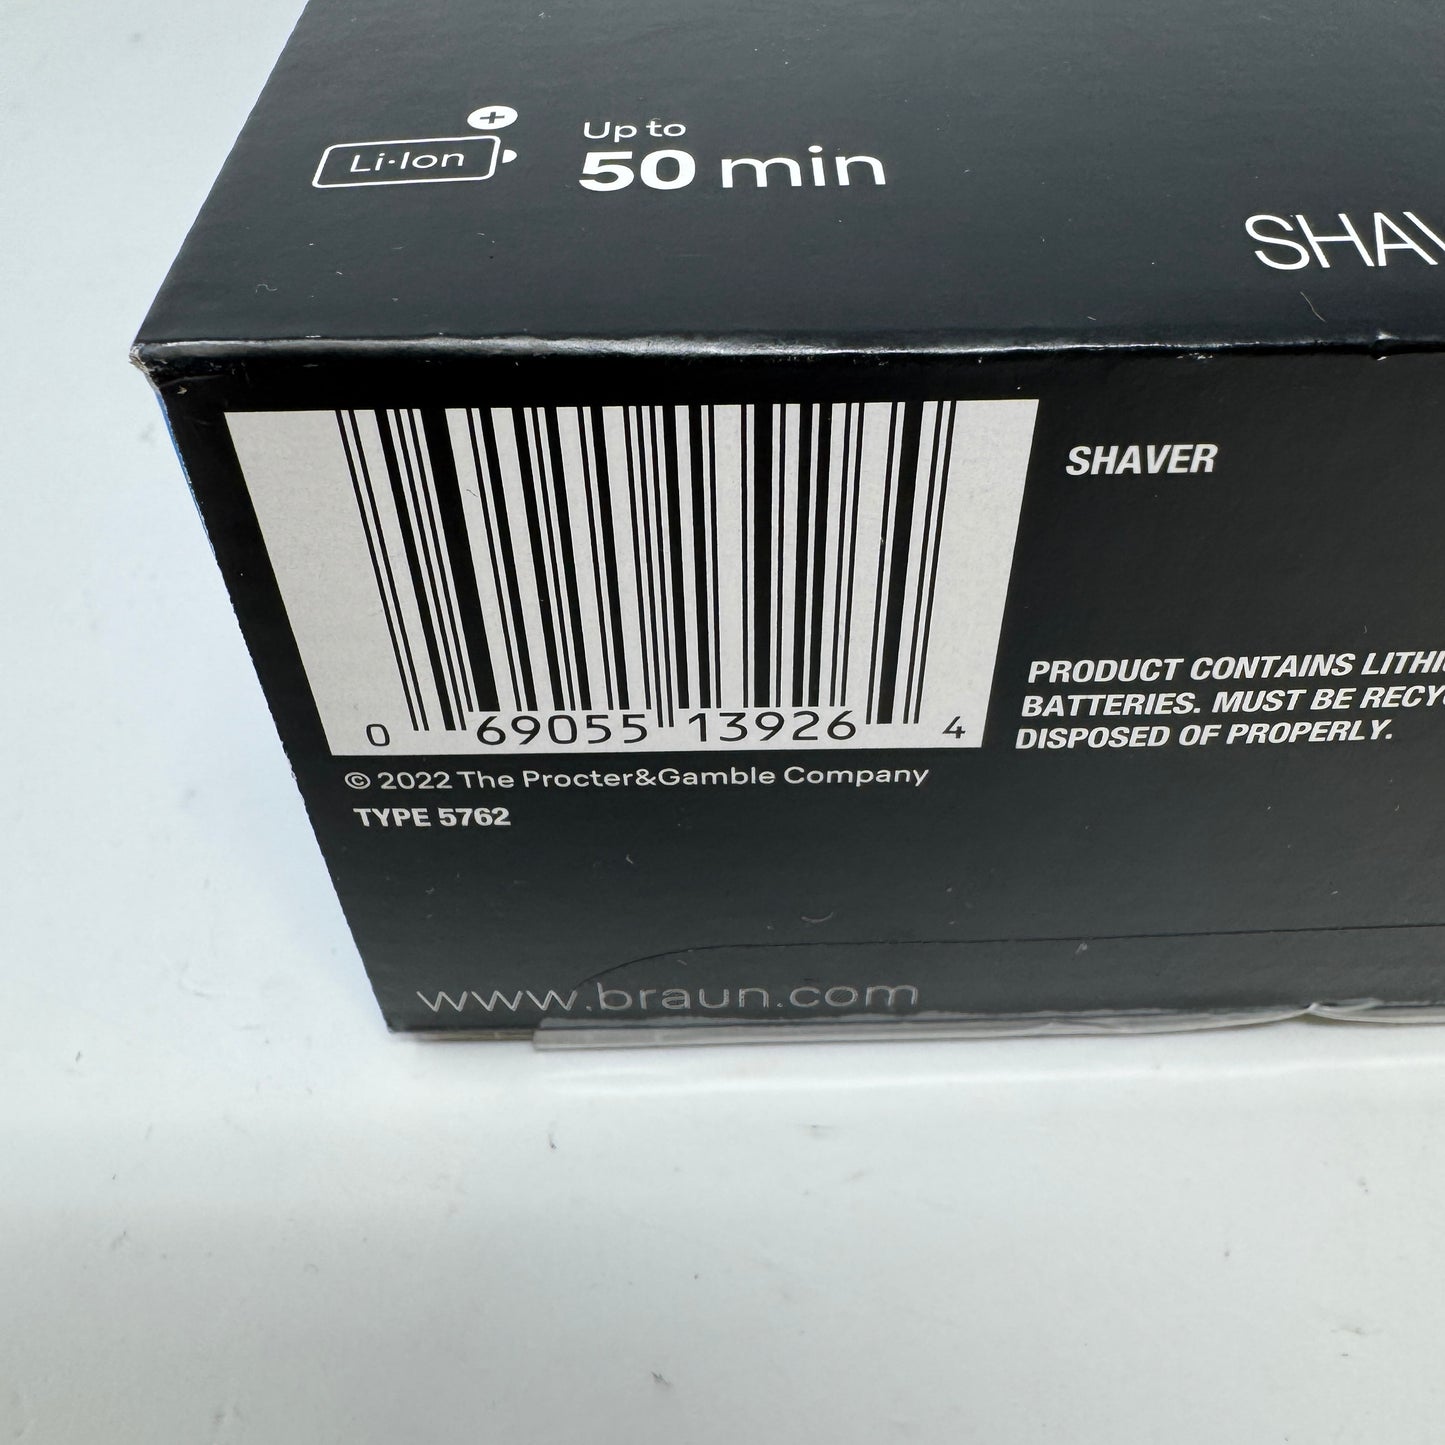 Li·Ion
Up to
50 min
SHAVER
0 69055 13926 4
© 2022 The Procter&Gamble Company
TYPE 5762
PRODUCT CONTAINS
BATTERIES. MUST BE
DISPOSED OF PROPERLY.
www.braun.com